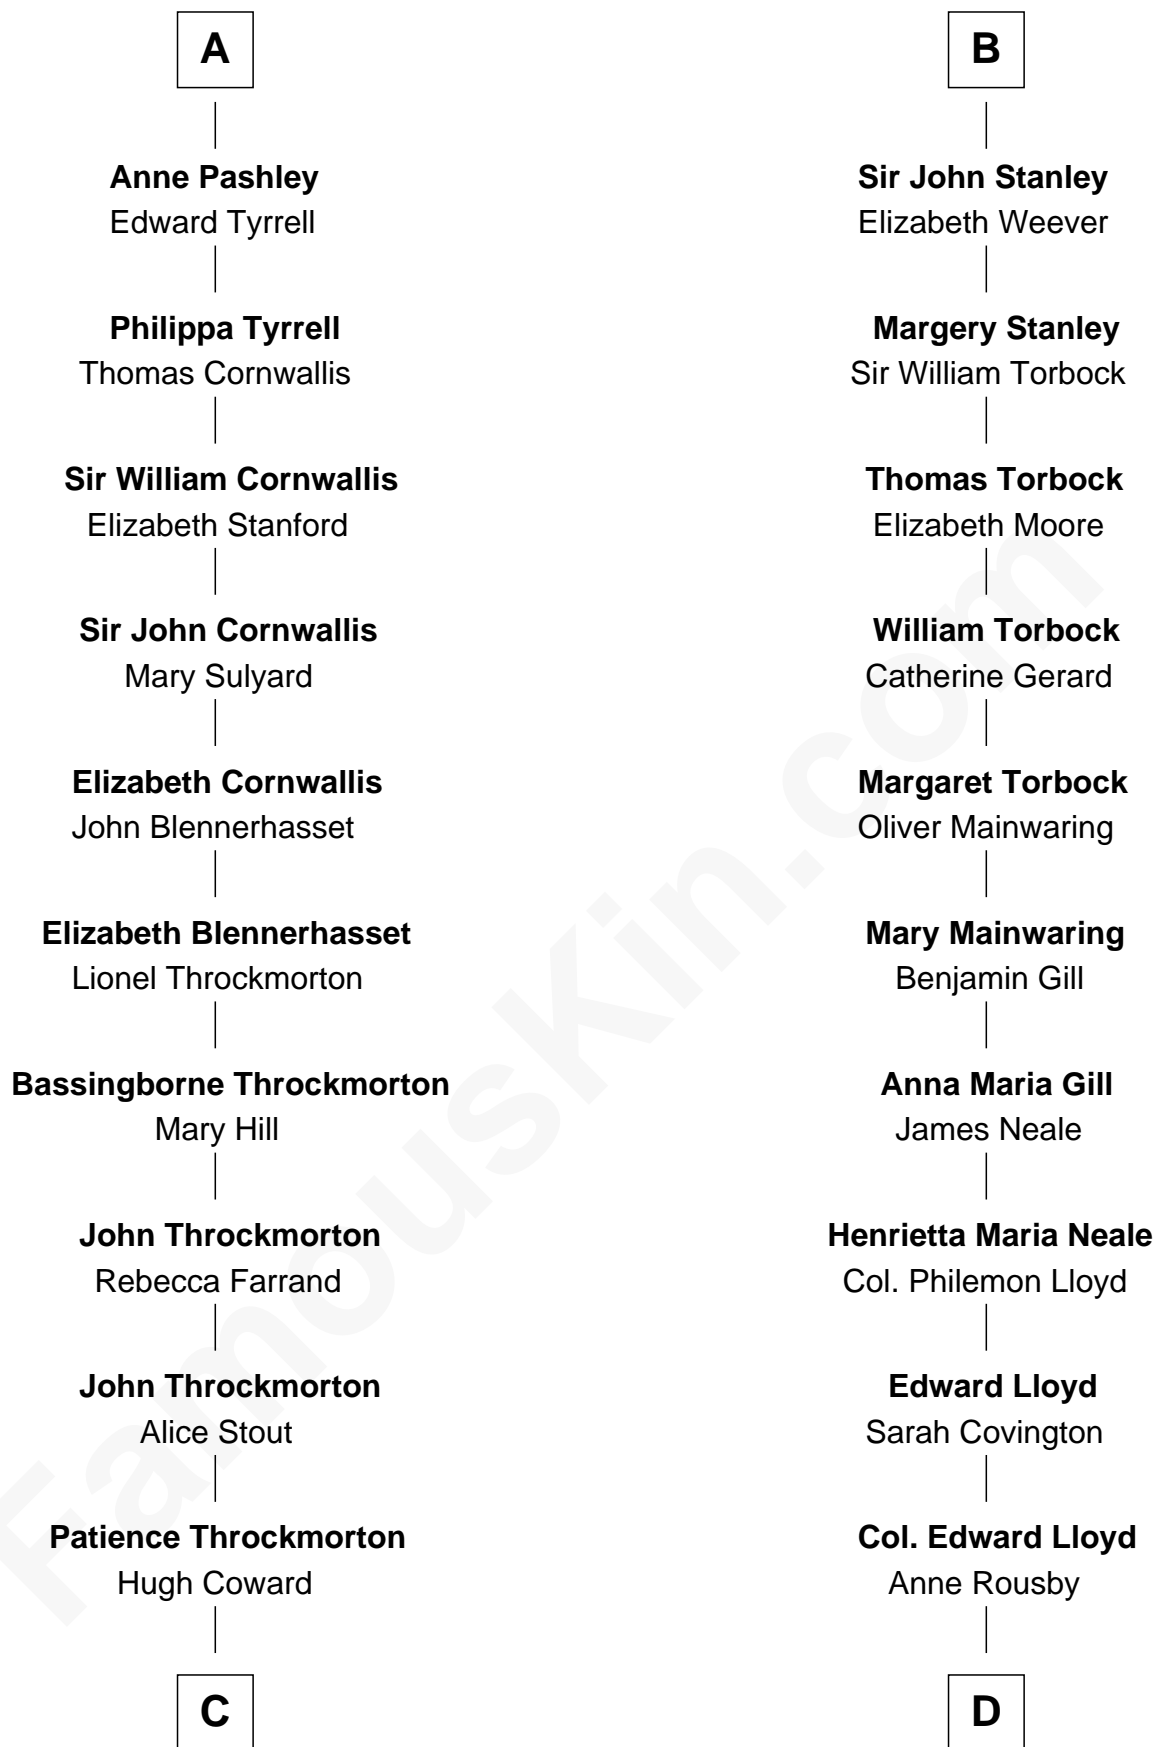 A
Anne Pashley
Edward Tyrrell
Philippa Tyrrell
Thomas Cornwallis
Sir William Cornwallis
Elizabeth Stanford
Sir John Cornwallis
Mary Sulyard
Elizabeth Cornwallis
John Blennerhasset
Elizabeth Blennerhasset
Lionel Throckmorton
Bassingborne Throckmorton
Mary Hill
John Throckmorton
Rebecca Farrand
John Throckmorton
Alice Stout
Patience Throckmorton
Hugh Coward
C
B
Sir John Stanley
Elizabeth Weever
Margery Stanley
Sir William Torbock
Thomas Torbock
Elizabeth Moore
William Torbock
Catherine Gerard
Margaret Torbock
Oliver Mainwaring
Mary Mainwaring
Benjamin Gill
Anna Maria Gill
James Neale
Henrietta Maria Neale
Col. Philemon Lloyd
Edward Lloyd
Sarah Covington
Col. Edward Lloyd
Anne Rousby
D
FamousKin.com